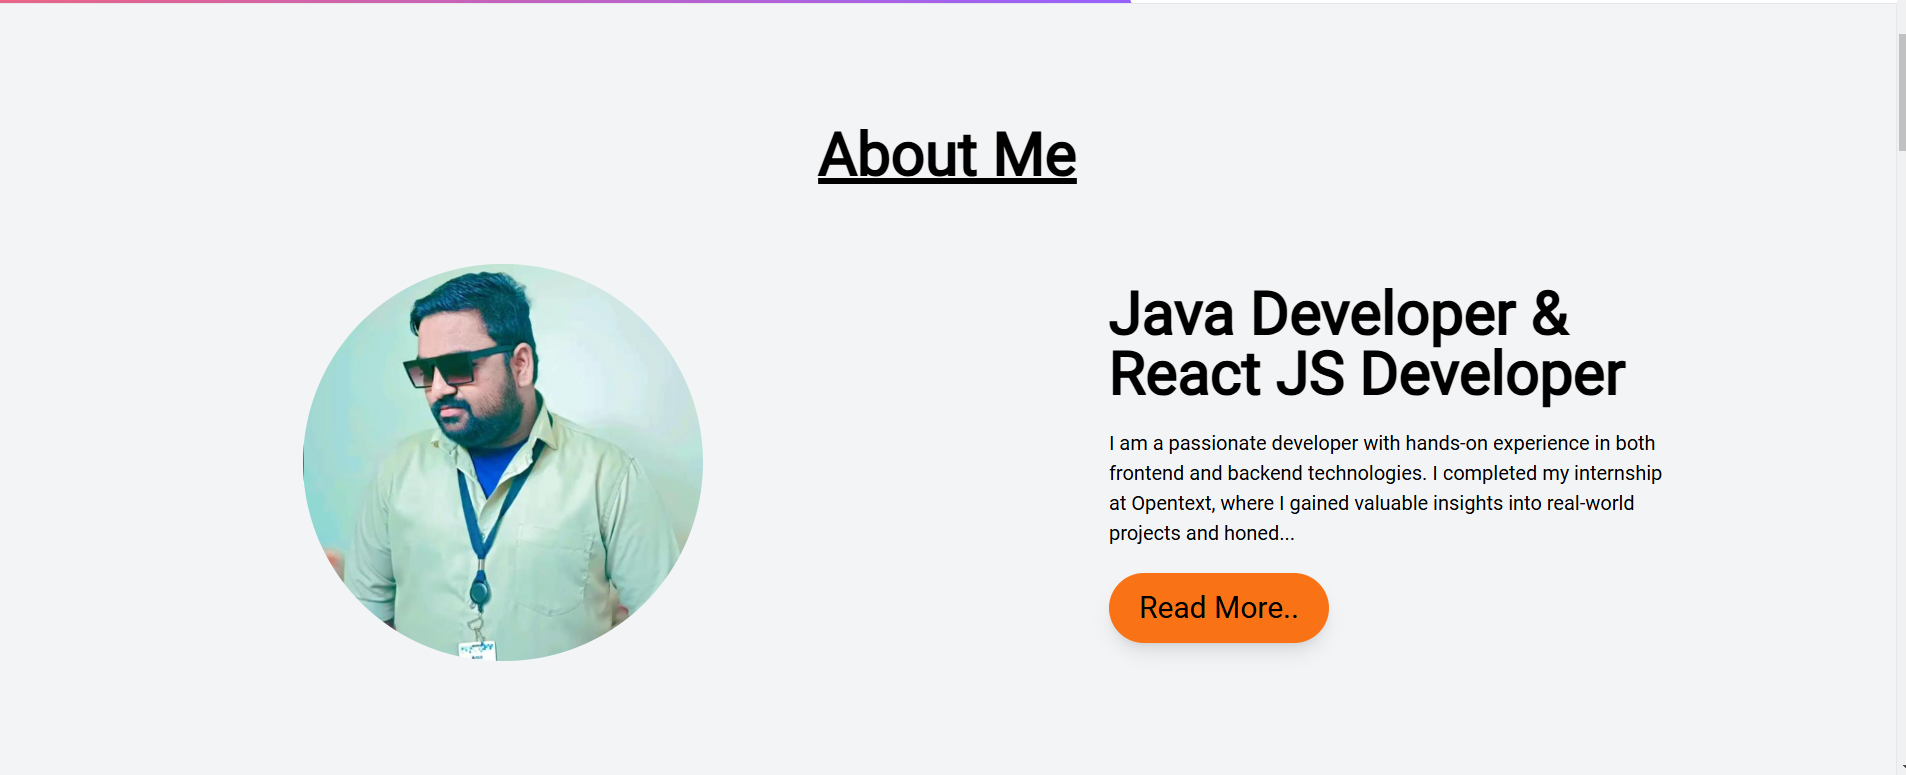 About Me
Java Developer &
React JS Developer
I am a passionate developer with hands-on experience in both
frontend and backend technologies. I completed my internship
at Opentext, where I gained valuable insights into real-world
projects and honed...
Read More..